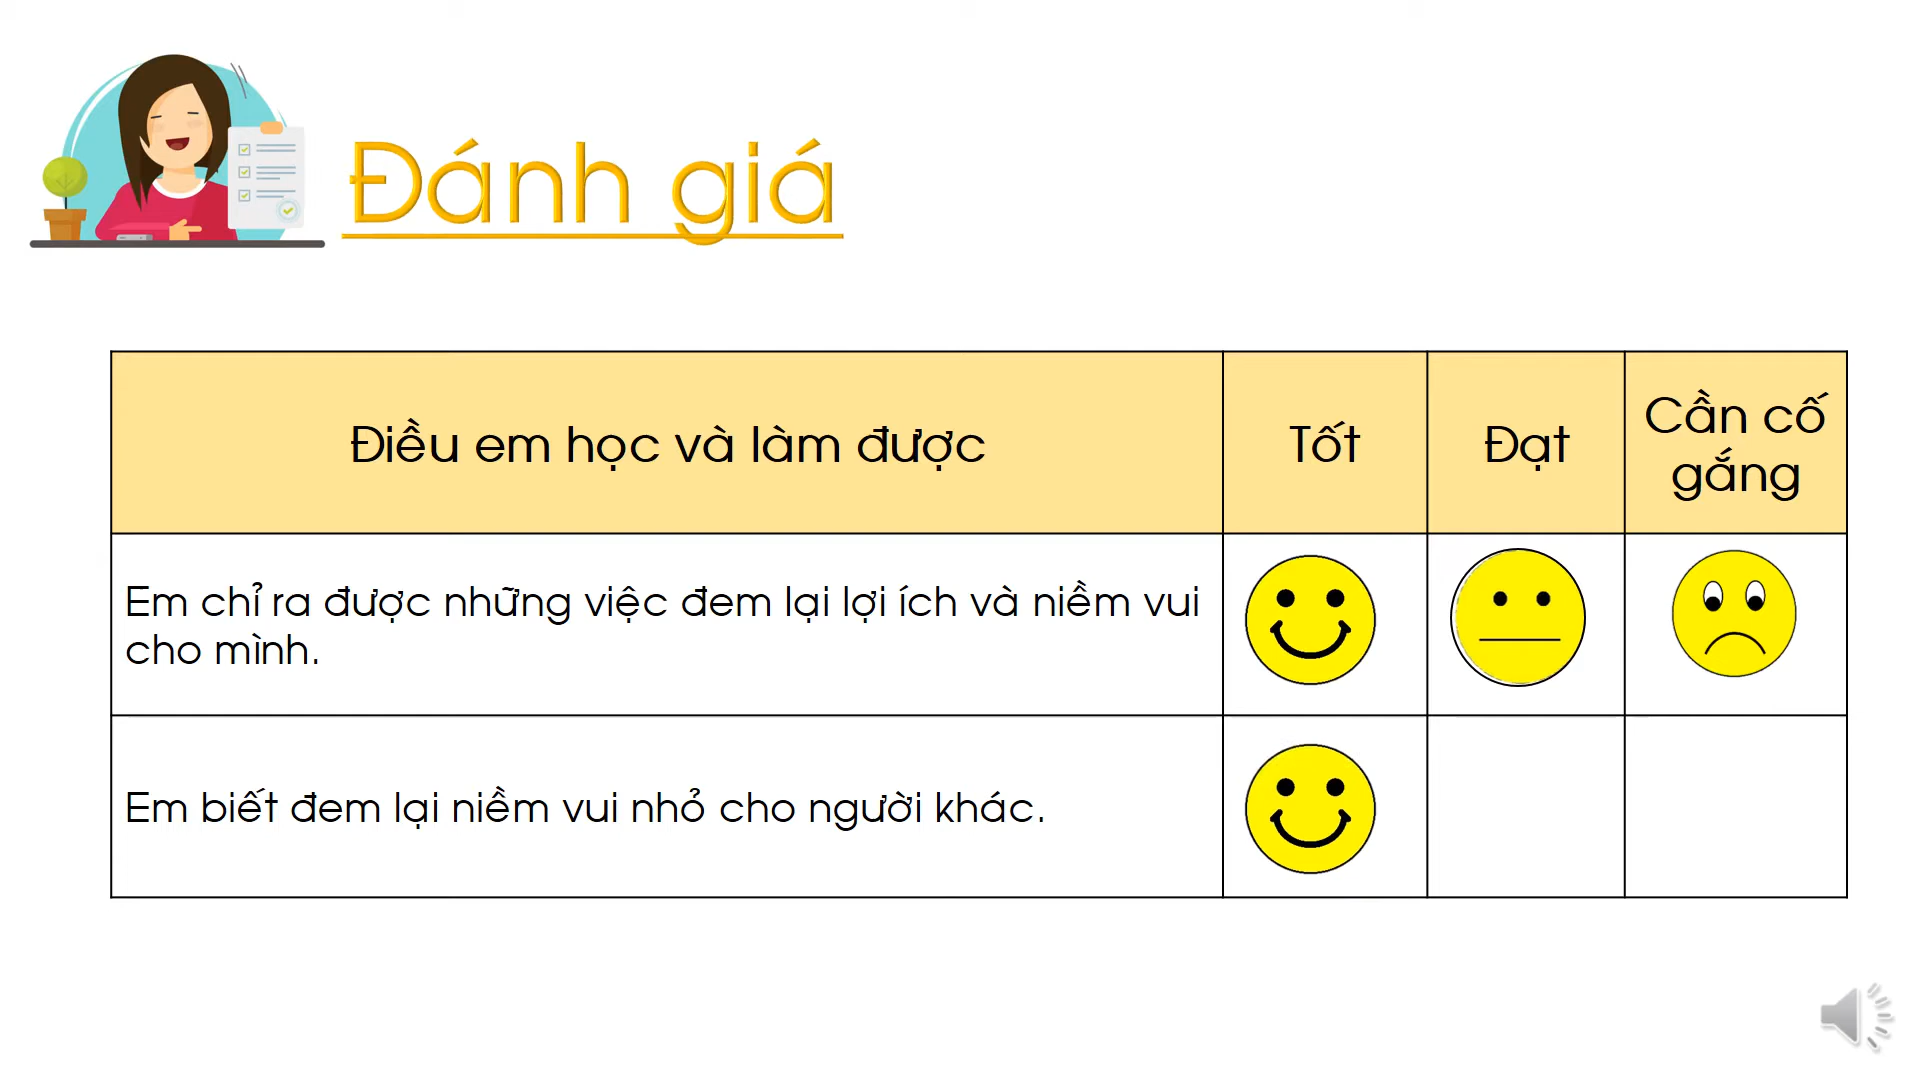 Đánh giá
Điều em học và làm được
Tốt
Đạt
Cần cố
gắng
Em chỉ ra được những việc đem lại lợi ích và niềm vui
cho mình.
Em biết đem lại niềm vui nhỏ cho người khác.